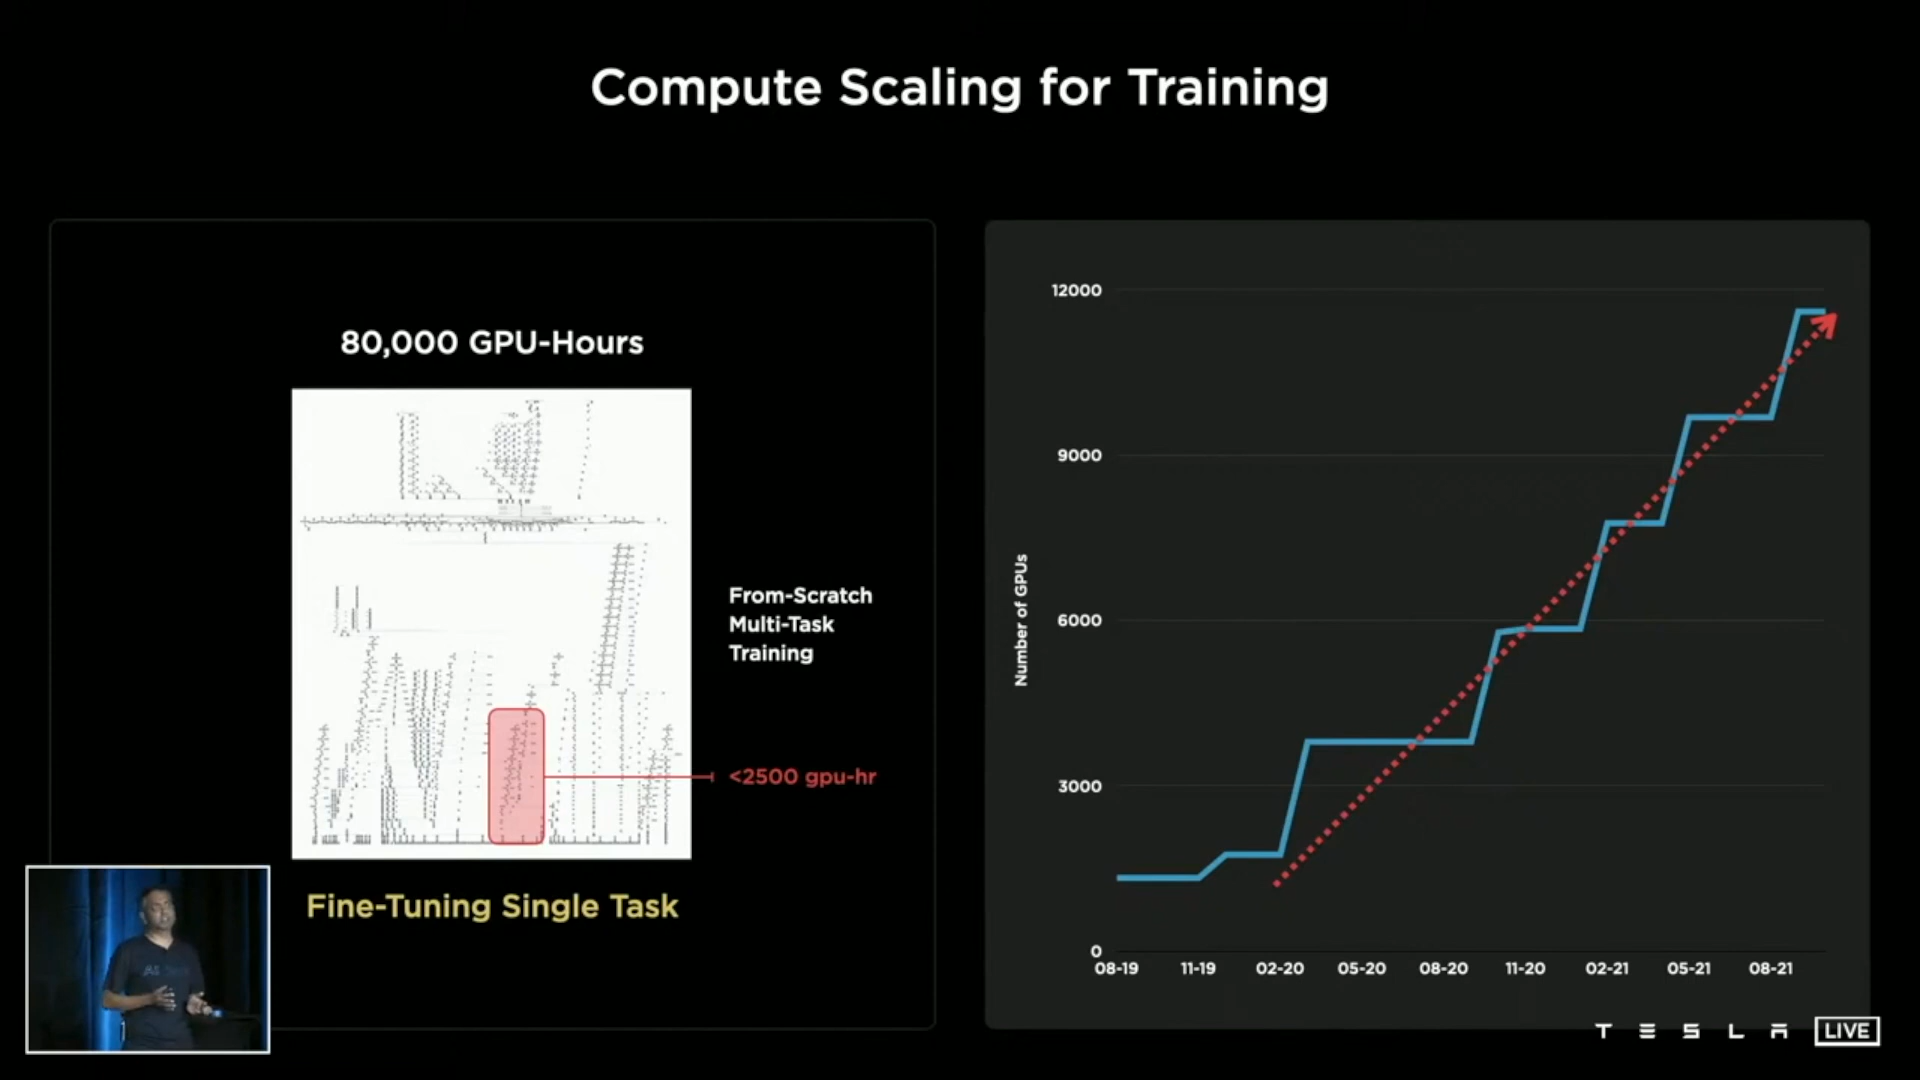 Compute Scaling for Training
80,000 GPU-Hours
From-Scratch
Multi-Task
Training
<2500 gpu-hr
Fine-Tuning Single Task
Number of GPUs
12000
9000
6000
3000
0
08-19 11-19 02-20 05-20 08-20 11-20 02-21 05-21 08-21
TESLA LIVE